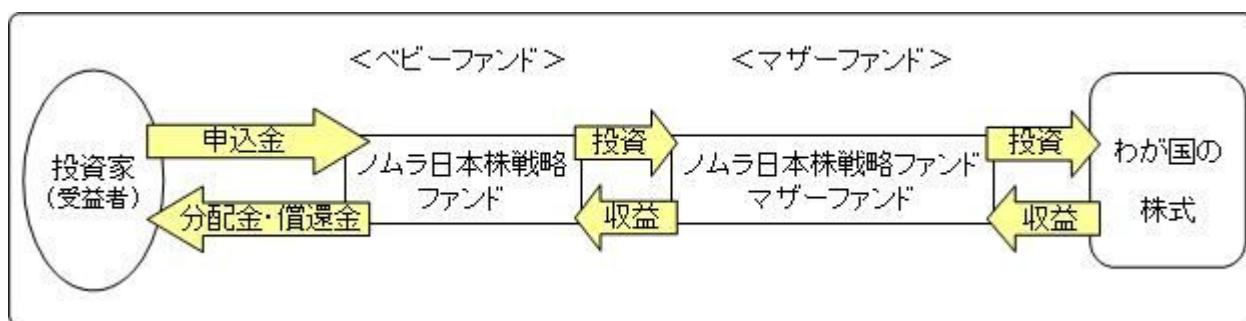 ＜ベビーファンド＞
＜マザーファンド＞
投資家
（受益者）
申込金
分配金・償還金
ノムラ日本株戦略
ファンド
投資
収益
ノムラ日本株戦略ファンド
マザーファンド
投資
収益
わが国の
株式